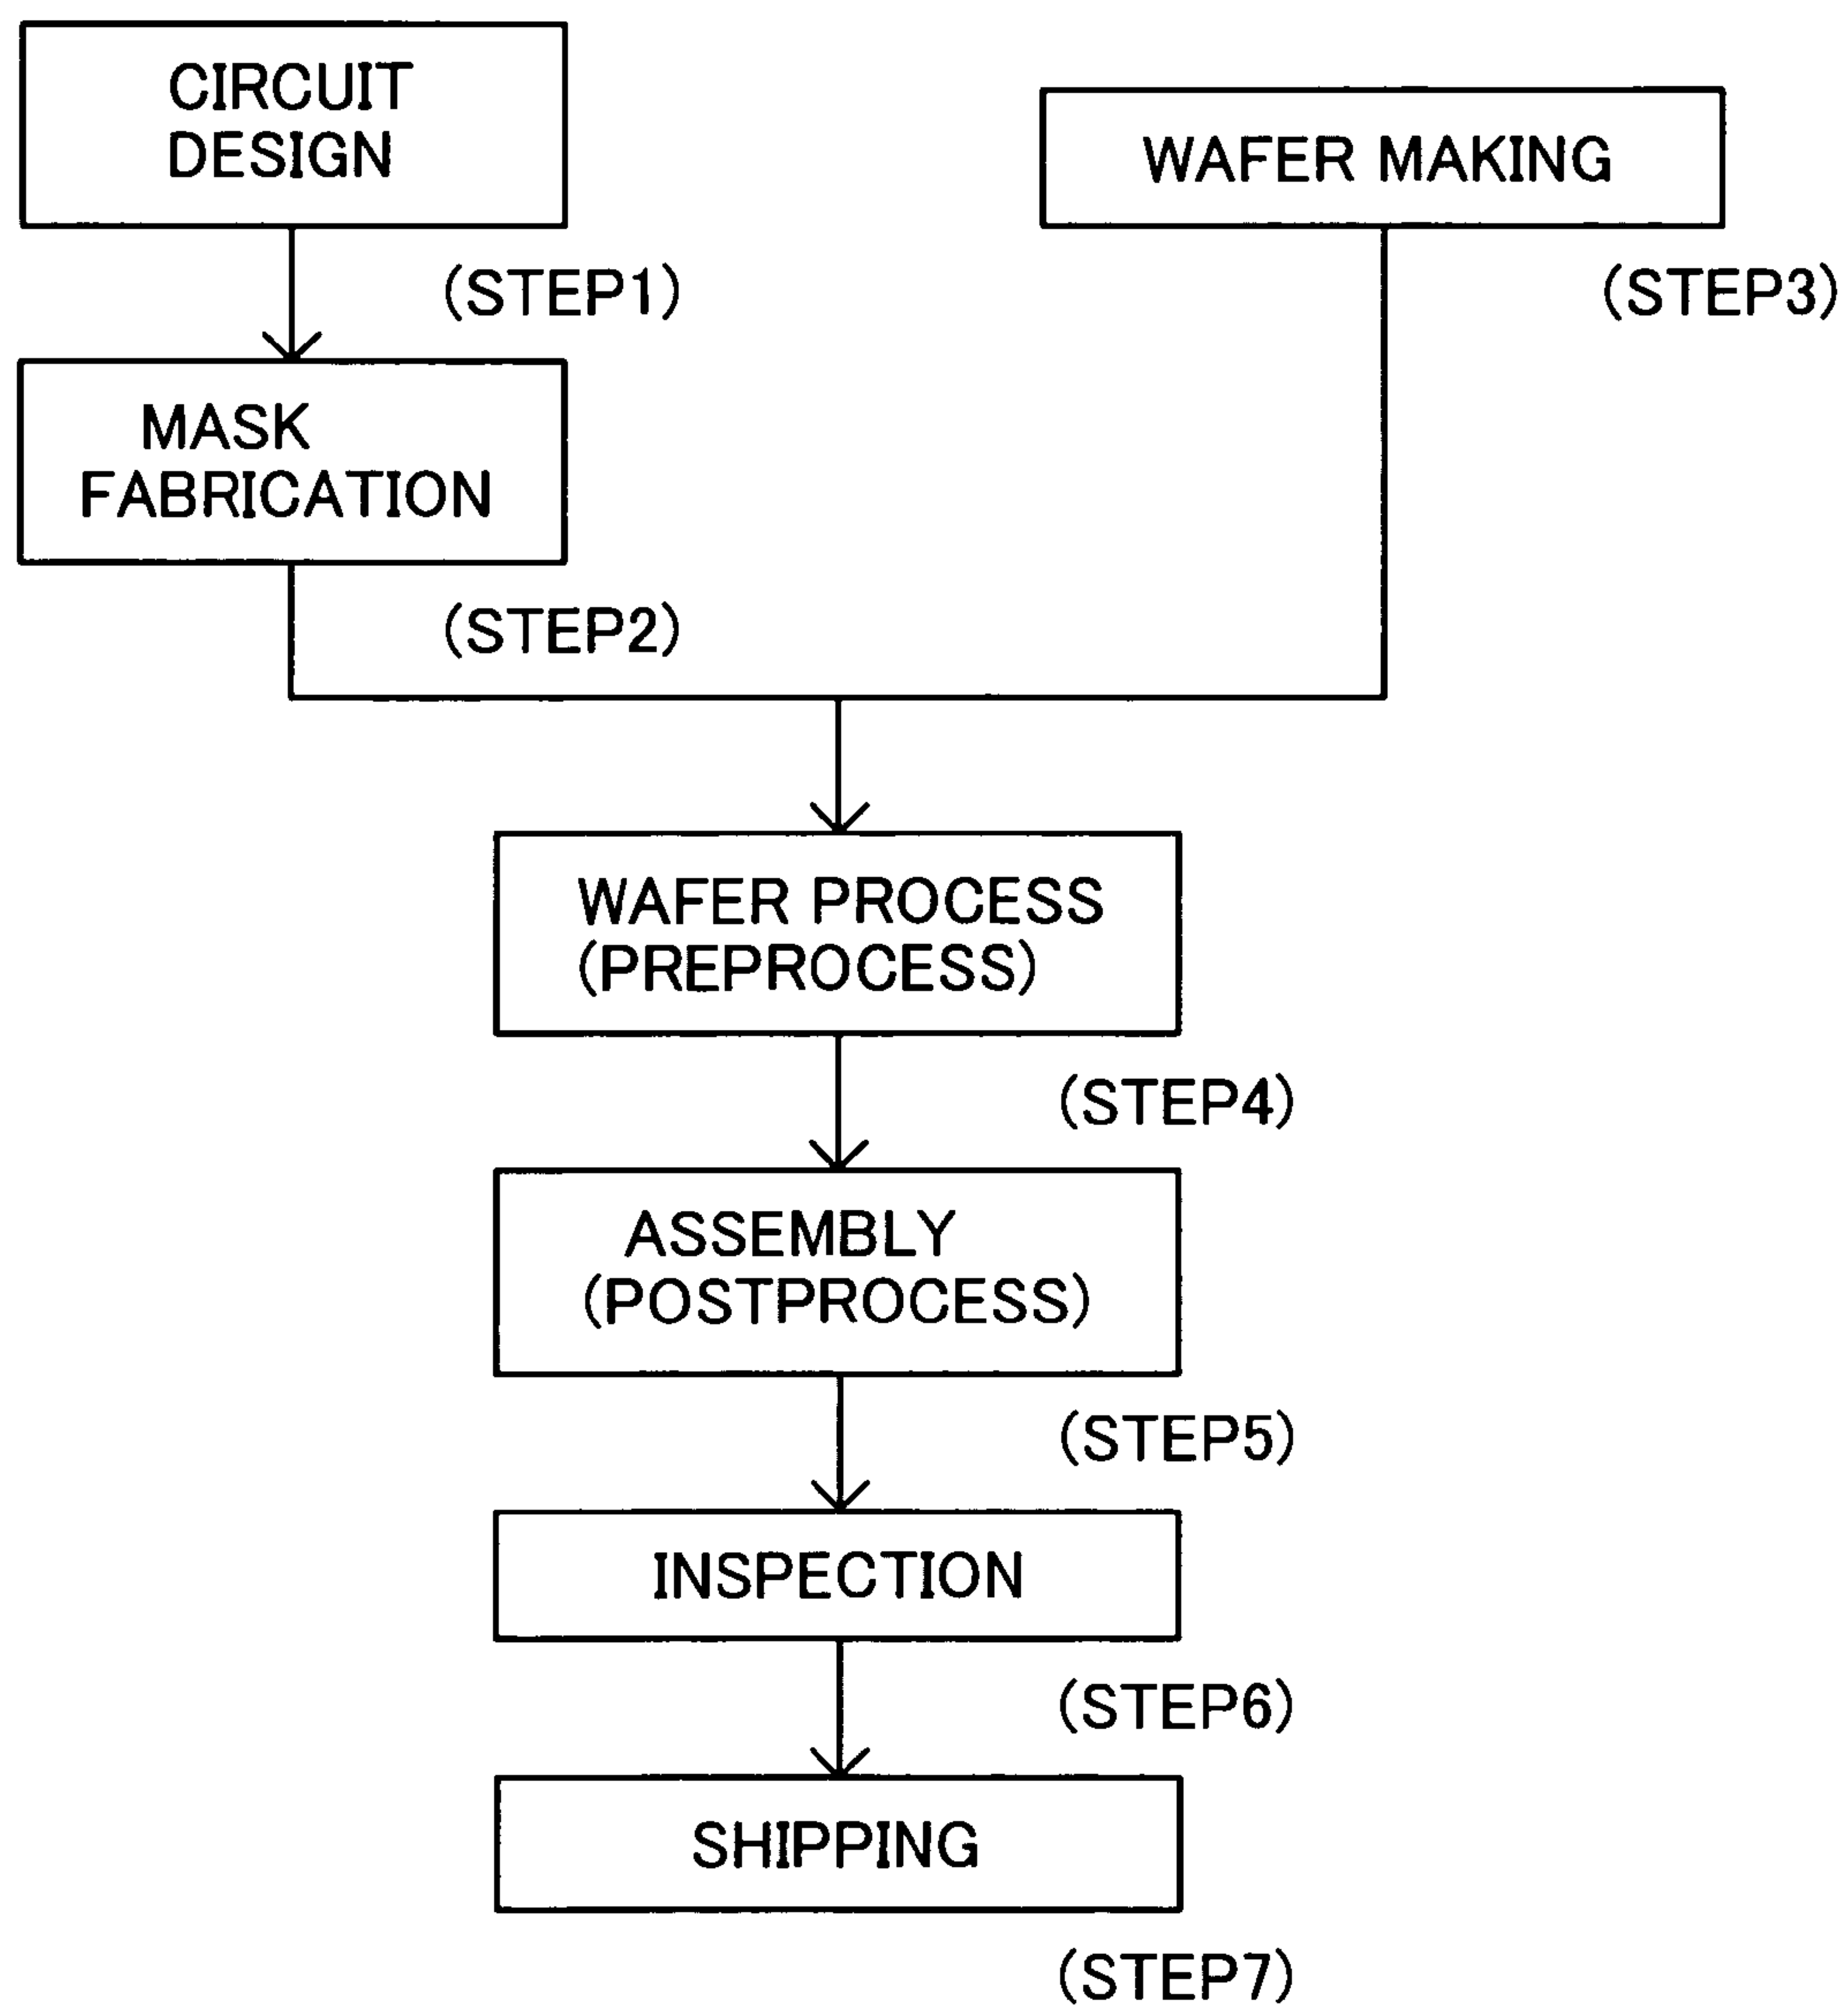 CIRCUIT
DESIGN
(STEP1)
MASK
FABRICATION
(STEP2)
WAFER MAKING
(STEP3)
WAFER PROCESS
(PREPROCESS)
(STEP4)
ASSEMBLY
(POSTPROCESS)
(STEP5)
INSPECTION
(STEP6)
SHIPPING
(STEP7)